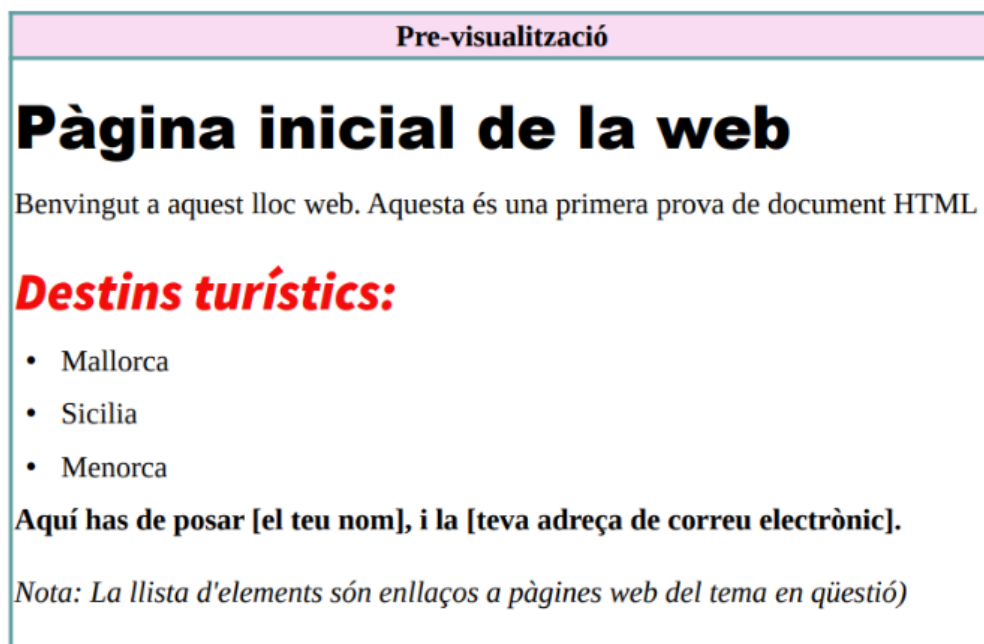 Pre-visualització
Pàgina inicial de la web
Benvingut a aquest lloc web. Aquesta és una primera prova de document HTML
Destins turístics:
• Mallorca
• Sicilia
• Menorca
Aquí has de posar [el teu nom], i la [teva adreça de correu electrònic].
Nota: La llista d'elements són enllaços a pàgines web del tema en qüestió)